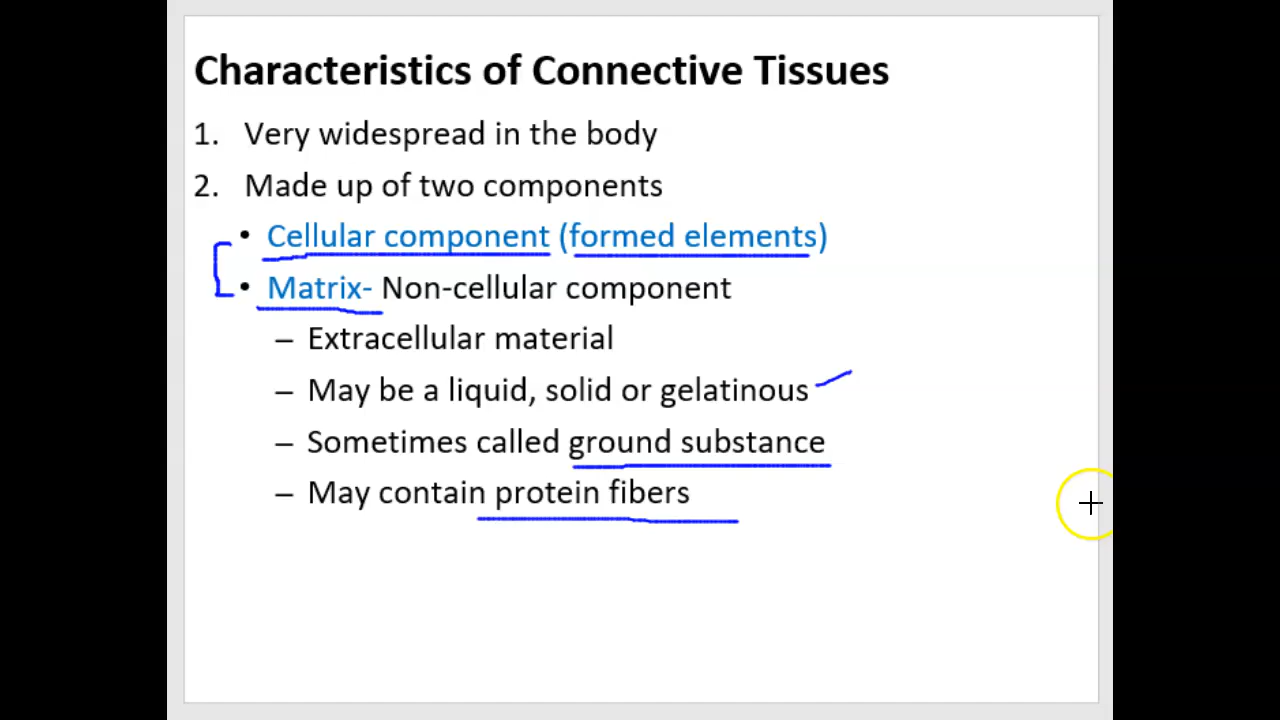 Characteristics of Connective Tissues
1. Very widespread in the body
2. Made up of two components
• Cellular component (formed elements)
• Matrix- Non-cellular component
– Extracellular material
– May be a liquid, solid or gelatinous
– Sometimes called ground substance
– May contain protein fibers